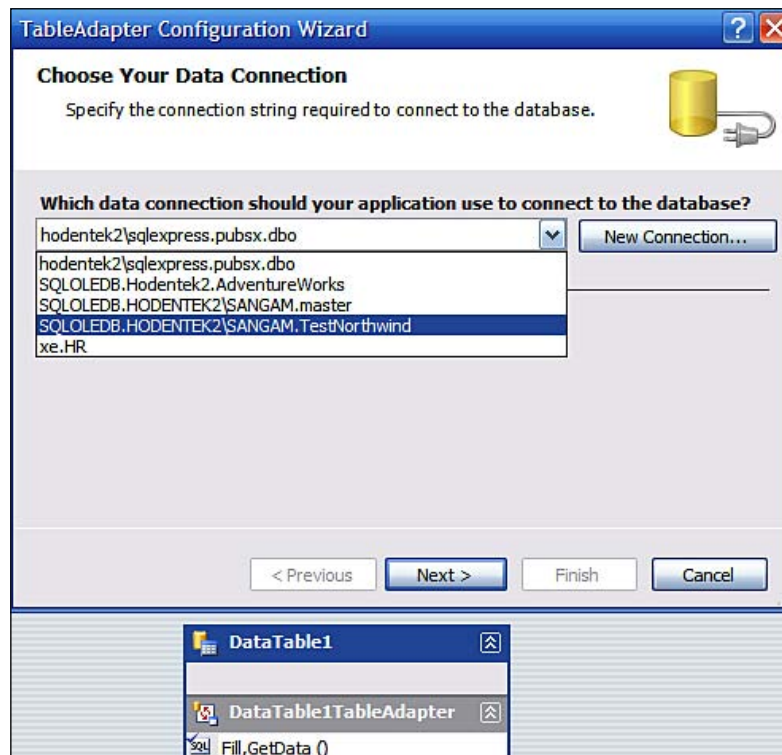 TableAdapter Configuration Wizard
Choose Your Data Connection
Specify the connection string required to connect to the database.
Which data connection should your application use to connect to the database?
hodentek2\sqlexpress.pubsx.dbo
New Connection...
hodentek2\sqlexpress.pubsx.dbo
SQLOLEDB.Hodentek2.AdventureWorks
SQLOLEDB.HODENTEK2\SANGAM.master
SQLOLEDB.HODENTEK2\SANGAM.TestNorthwind
xe.HR
< Previous
Next >
Finish
Cancel
DataTable1
DataTable1TableAdapter
SQL Fill,GetData ()